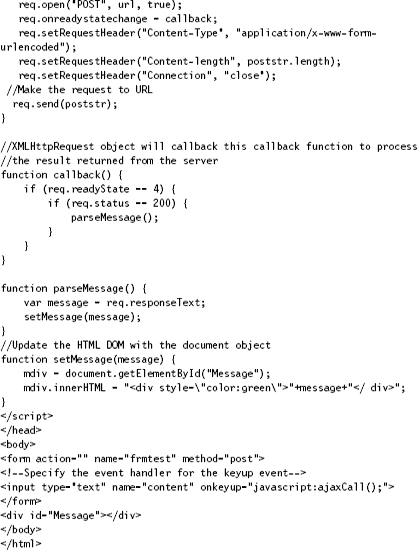 req.open("POST", url, true);
req.onreadystatechange = callback;
req.setRequestHeader("Content-Type", "application/x-www-form-
urlencoded");
req.setRequestHeader("Content-length", poststr.length);
req.setRequestHeader("Connection", "close");
//Make the request to URL
req.send(poststr);
}
//XMLHttpRequest object will callback this callback function to process
//the result returned from the server
function callback() {
if (req.readyState == 4) {
if (req.status == 200) {
parseMessage();
}
}
}
function parseMessage() {
var message = req.responseText;
setMessage(message);
}
//Update the HTML DOM with the document object
function setMessage(message) {
mdiv = document.getElementById("Message");
mdiv.innerHTML = "<div style=\"color:green\">"+message+"</ div>";
}
</script>
</head>
<body>
<form action="" name="frmtest" method="post">
<!--Specify the event handler for the keyup event-->
<input type="text" name="content" onkeyup="javascript:ajaxCall();">
</form>
<div id="Message"></div>
</body>
</html>